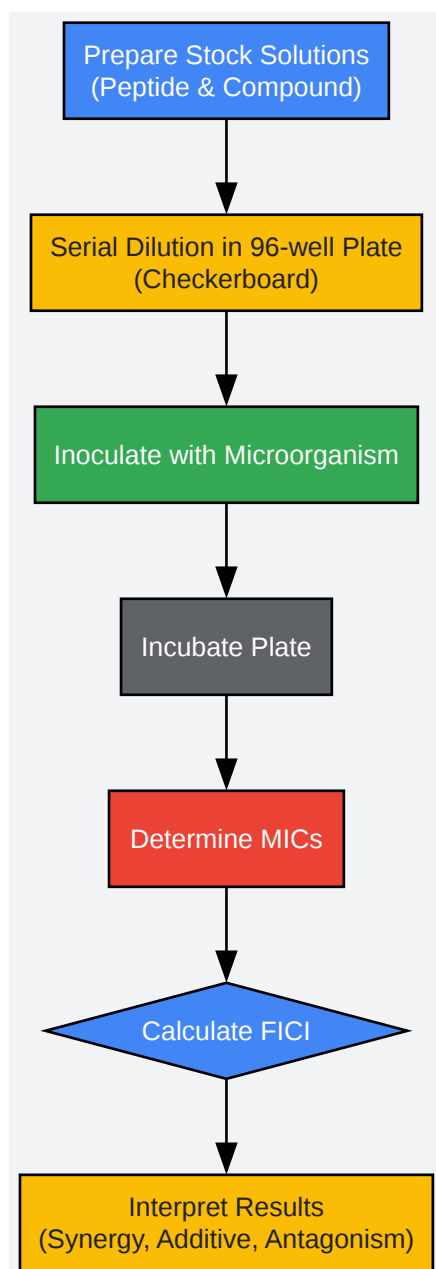 Prepare Stock Solutions
(Peptide & Compound)
Serial Dilution in 96-well Plate
(Checkerboard)
Inoculate with Microorganism
Incubate Plate
Determine MICs
Calculate FICI
Interpret Results
(Synergy, Additive, Antagonism)